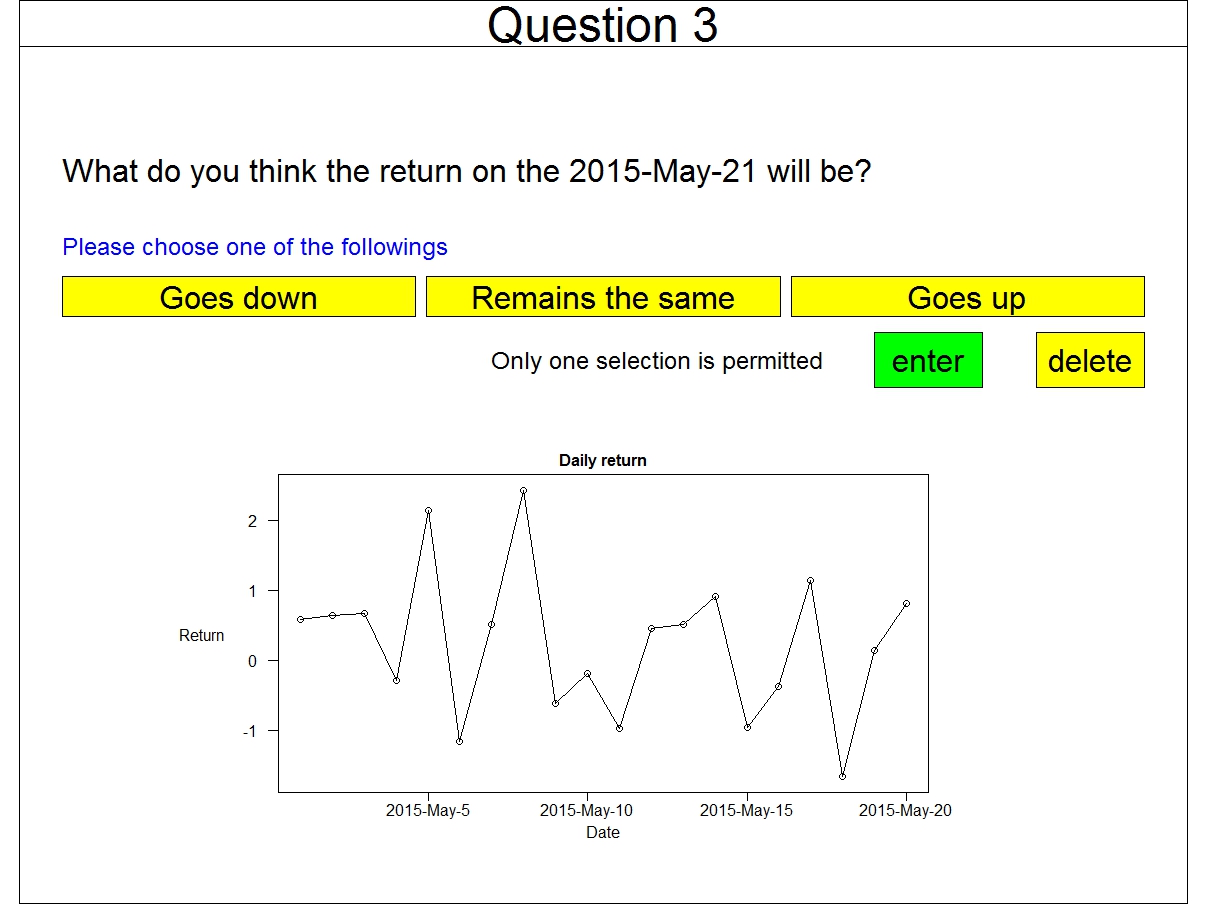 Question 3
What do you think the return on the 2015-May-21 will be?
Please choose one of the followings
Goes down Remains the same Goes up
Only one selection is permitted enter delete
Daily return
2
1
0
-1
Return
2015-May-5 2015-May-10 2015-May-15 2015-May-20
Date